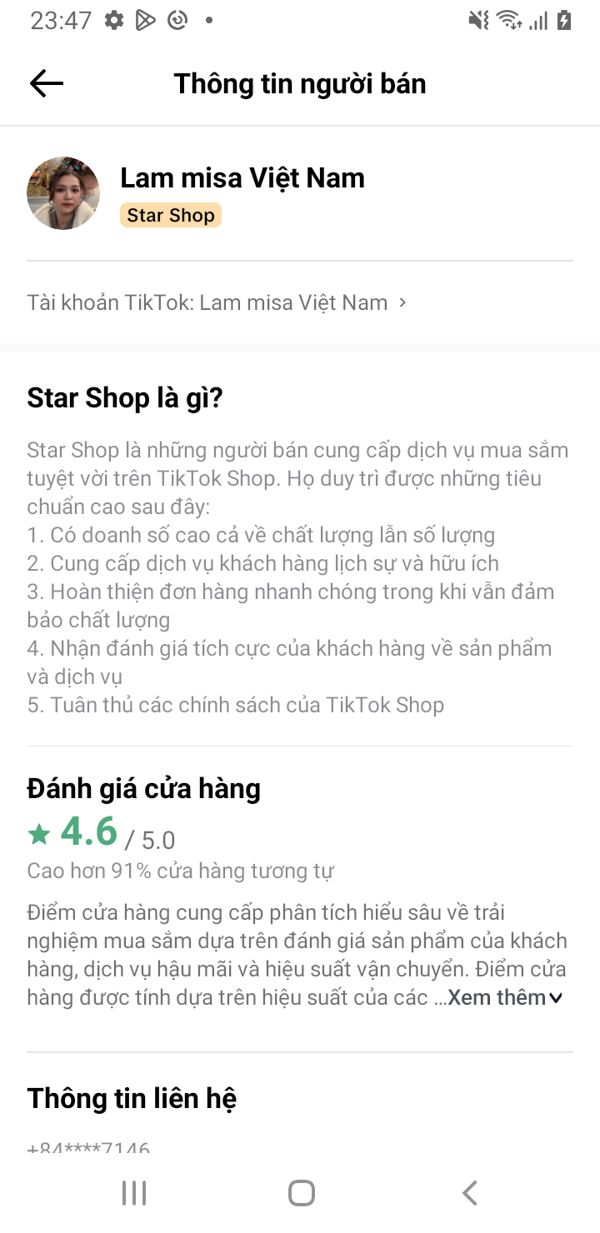 23:47
Thông tin người bán
Lam misa Việt Nam
Star Shop
Tài khoản TikTok: Lam misa Việt Nam >
Star Shop là gì?
Star Shop là những người bán cung cấp dịch vụ mua sắm
tuyệt vời trên TikTok Shop. Họ duy trì được những tiêu
chuẩn cao sau đây:
1. Có doanh số cao cả về chất lượng lẫn số lượng
2. Cung cấp dịch vụ khách hàng lịch sự và hữu ích
3. Hoàn thiện đơn hàng nhanh chóng trong khi vẫn đảm
bảo chất lượng
4. Nhận đánh giá tích cực của khách hàng về sản phẩm
và dịch vụ
5. Tuân thủ các chính sách của TikTok Shop
Đánh giá cửa hàng
4.6 / 5.0
Cao hơn 91% cửa hàng tương tự
Điểm cửa hàng cung cấp phân tích hiểu sâu về trải
nghiệm mua sắm dựa trên đánh giá sản phẩm của khách
hàng, dịch vụ hậu mãi và hiệu suất vận chuyển. Điểm cửa
hàng được tính dựa trên hiệu suất của các ...Xem thêm
Thông tin liên hệ
+84****7146